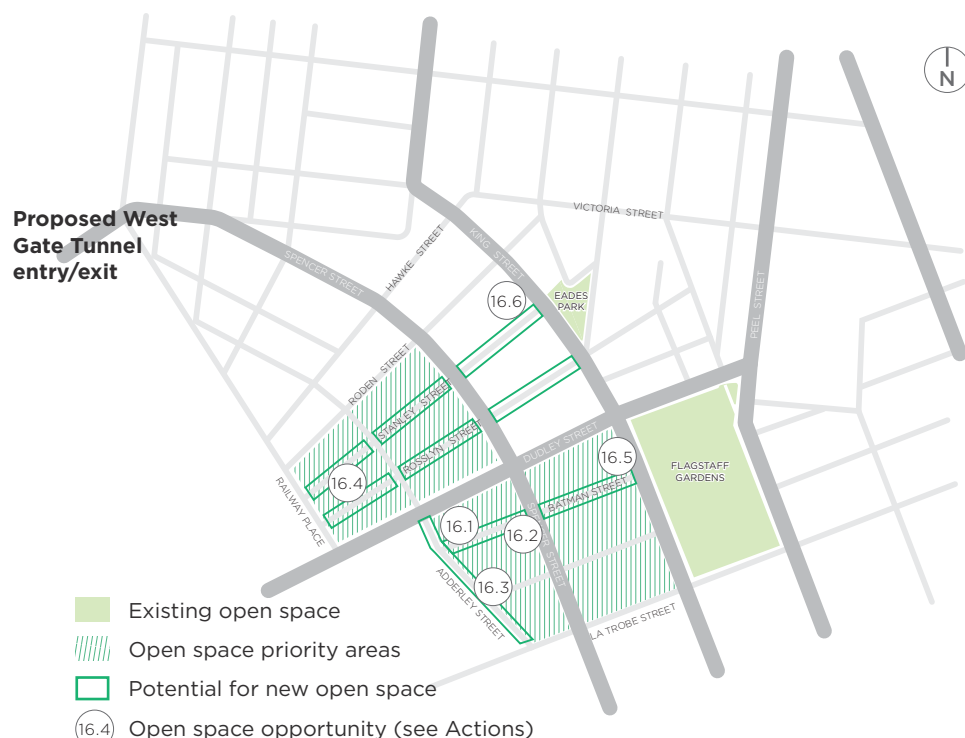 N
VICTORIA STREET
Proposed West
Gate Tunnel
entry/exit
SPENCER STREET
HAWKE STREET
KING STREET
PEEL STREET
16.6
EADES
PARK
RODEN STREET
STANLEY STREET
ROSSLYN STREET
DUDLEY STREET
16.5
FLAGSTAFF
GARDENS
16.4
BATMAN STREET
RAILWAY PLACE
16.1
16.2
SPENCER STREET
16.3
ADDERLEY STREET
LA TROBE STREET
Existing open space
Open space priority areas
Potential for new open space
16.4 Open space opportunity (see Actions)